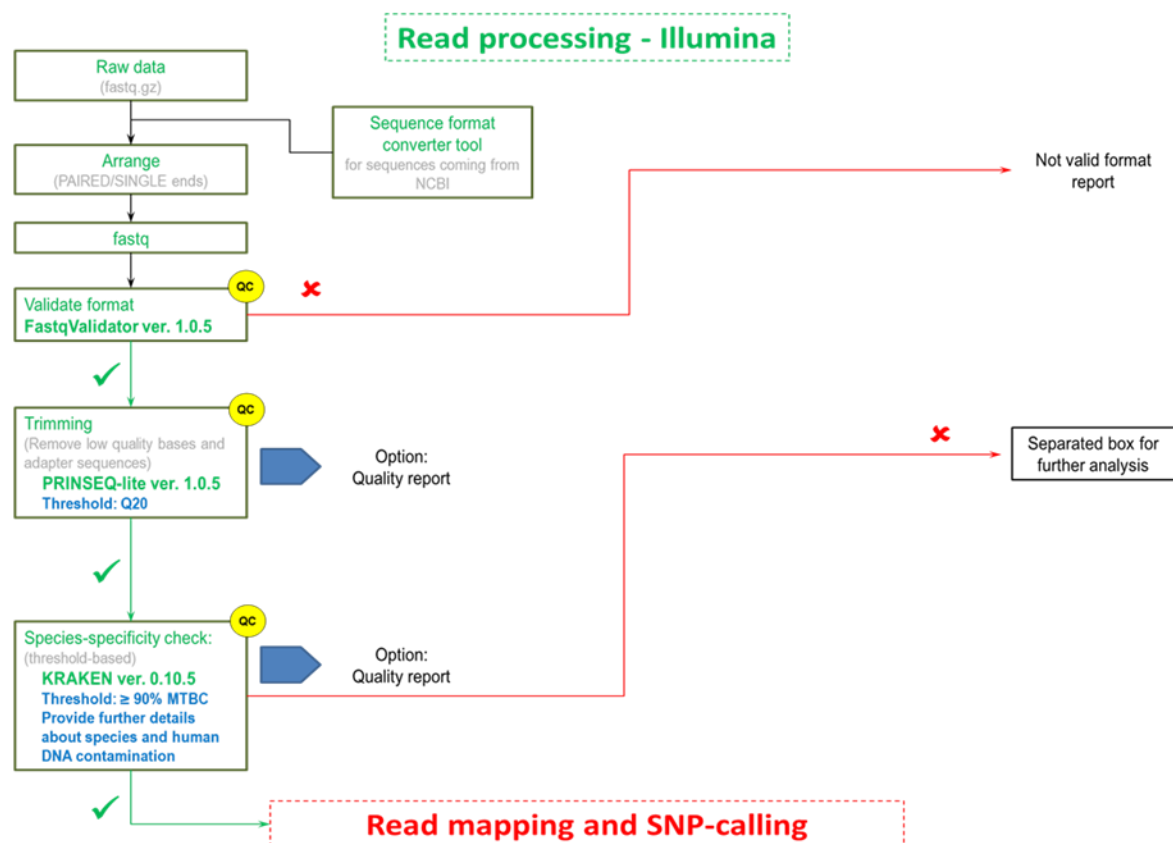 Read processing - Illumina
Raw data
(fastq.gz)
Sequence format
converter tool
for sequences coming from
NCBI
Arrange
(PAIRED/SINGLE ends)
Not valid format
report
fastq
QC
Validate format
FastqValidator ver. 1.0.5
QC
Trimming
(Remove low quality bases and
adapter sequences)
PRINSEQ-lite ver. 1.0.5
Threshold: Q20
Option:
Quality report
Separated box for
further analysis
QC
Species-specificity check:
(threshold-based)
KRAKEN ver. 0.10.5
Threshold: ≥ 90% MTBC
Provide further details
about species and human
DNA contamination
Option:
Quality report
Read mapping and SNP-calling